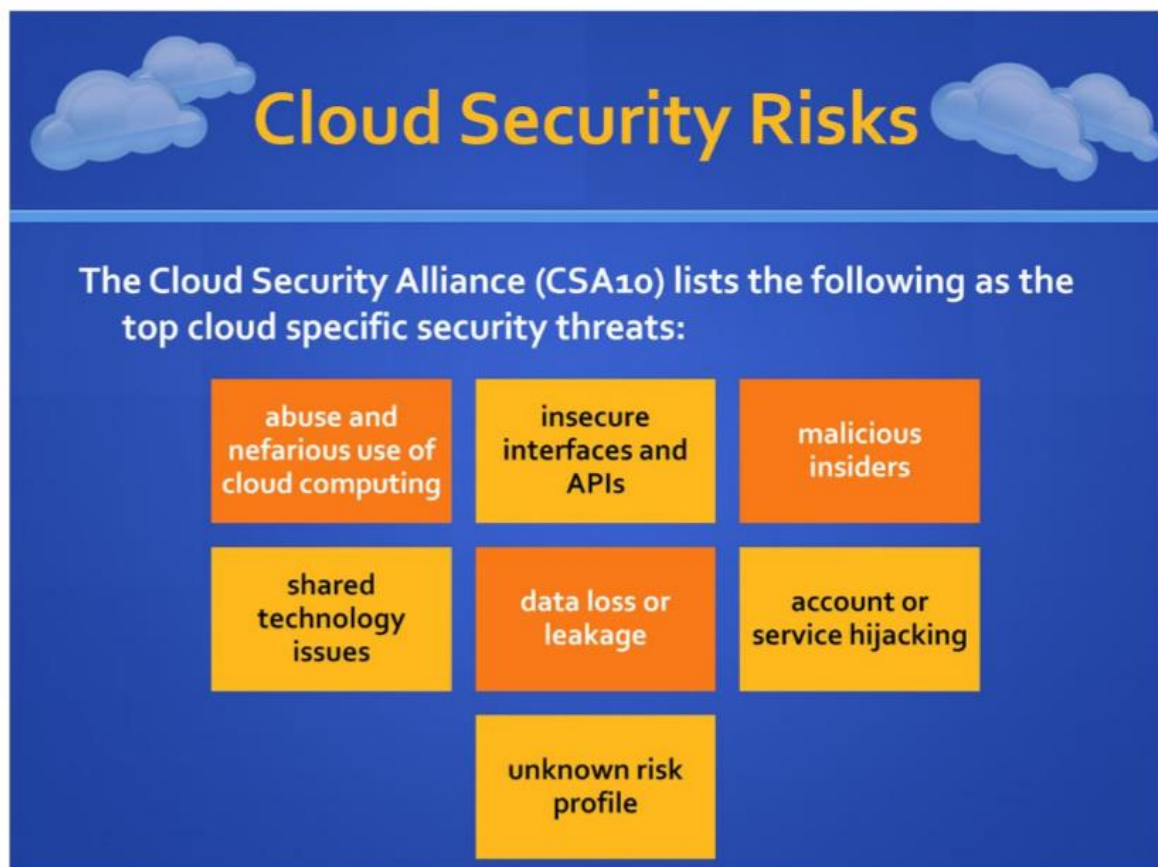 Cloud Security Risks
The Cloud Security Alliance (CSA10) lists the following as the
top cloud specific security threats:
abuse and
nefarious use of
cloud computing
insecure
interfaces and
APIs
malicious
insiders
shared
technology
issues
data loss or
leakage
account or
service hijacking
unknown risk
profile